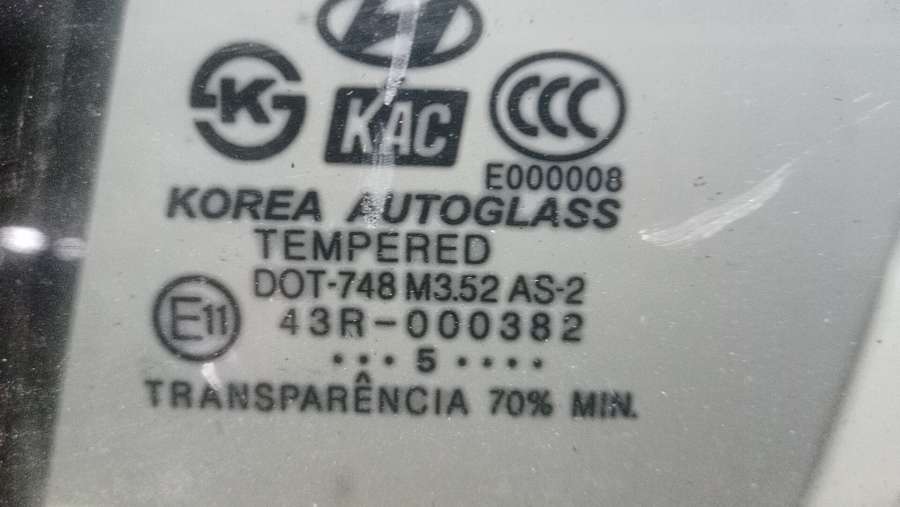 K
CCC
KAC
E000008
KOREA AUTOGLASS
TEMPERED
DOT-748 M3.52 AS-2
E11
43R-000382
•••5••••
TRANSPARÊNCIA 70% MIN.